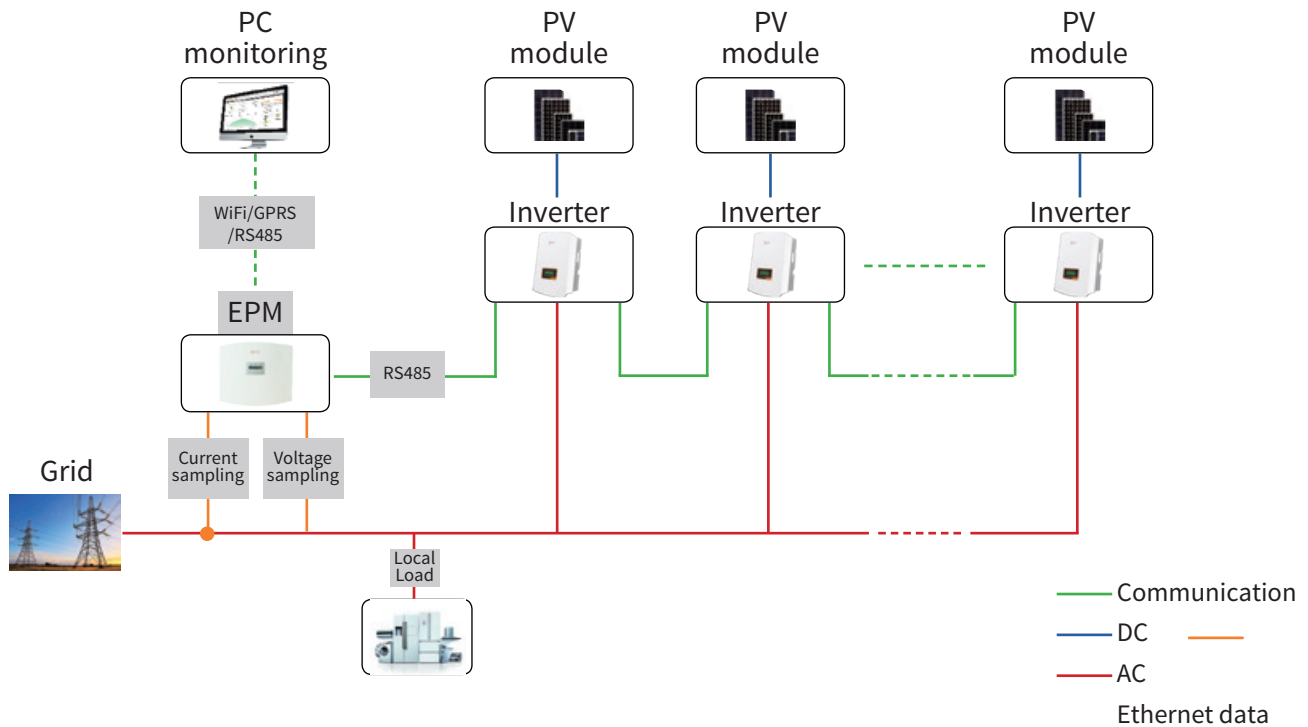 PC
monitoring
PV
module
PV
module
PV
module
WiFi/GPRS
/RS485
Inverter
Inverter
Inverter
EPM
RS485
Current
sampling
Voltage
sampling
Grid
Local
Load
Communication
DC
AC
Ethernet data